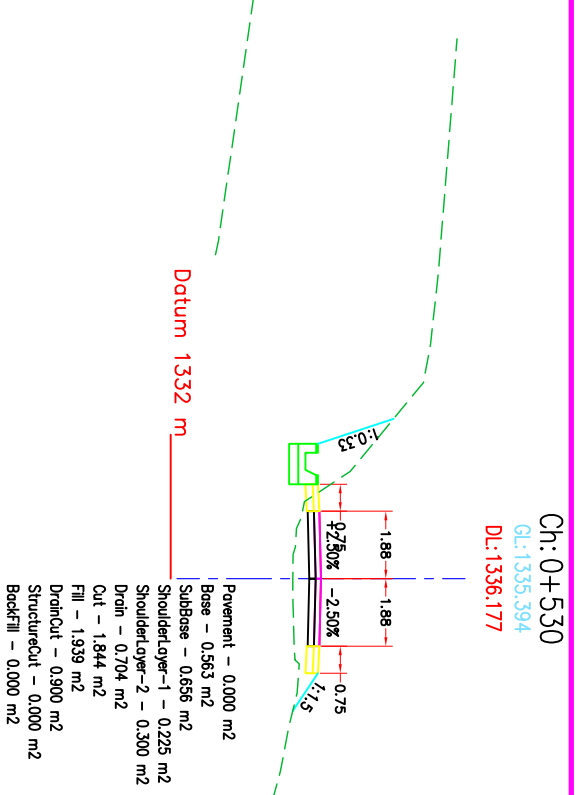 Ch: 0+530
GL:1335.394
DL:1336.177
1:0.33
1.88
1.88
0.75
+2.50%
-2.50%
0.75
1:1.5
Datum 1332 m
Pavement - 0.000 m2
Base - 0.563 m2
SubBase - 0.656 m2
ShoulderLayer-1 - 0.225 m2
ShoulderLayer-2 - 0.300 m2
Drain - 0.704 m2
Cut - 1.844 m2
Fill - 1.939 m2
DrainCut - 0.900 m2
StructureCut - 0.000 m2
BackFill - 0.000 m2